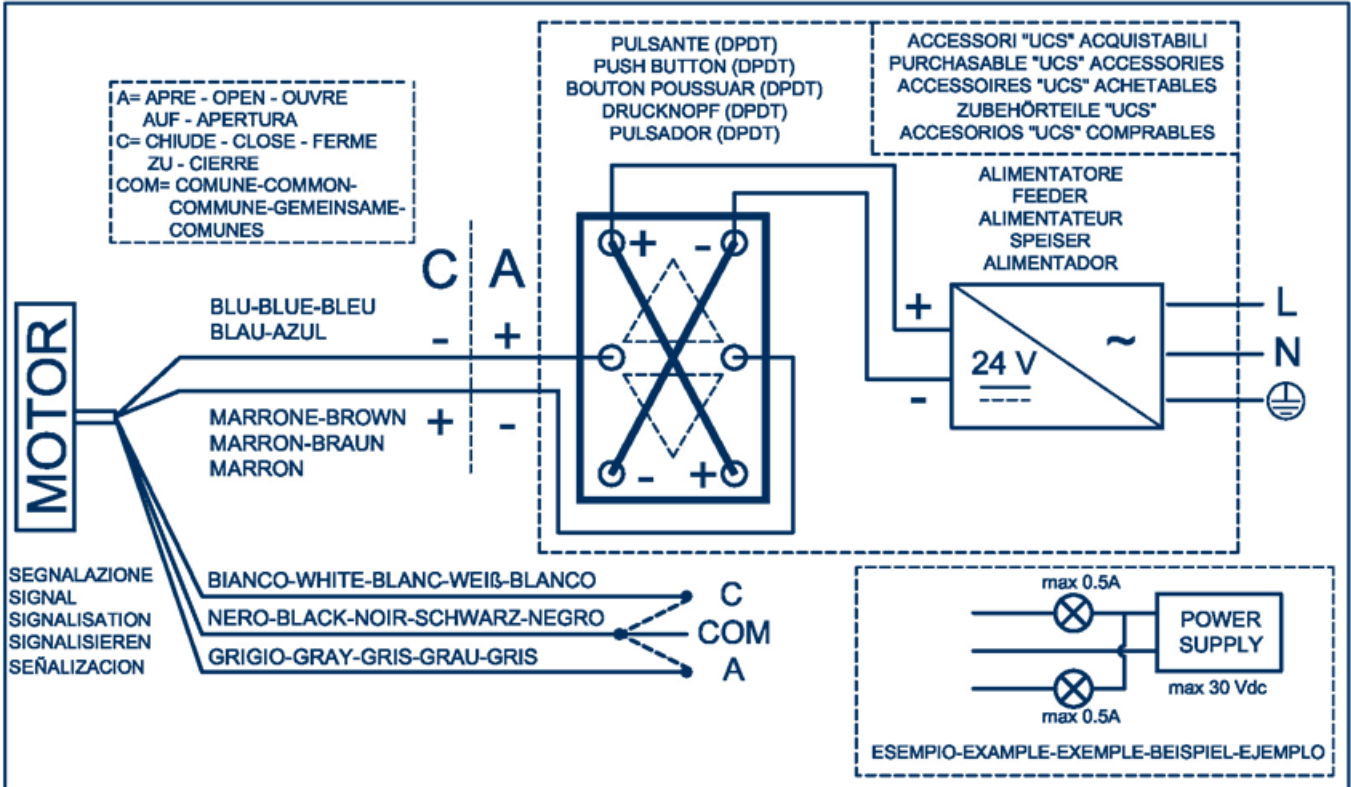 A= APRE - OPEN - OUVRE
AUF - APERTURA
C= CHIUDE - CLOSE - FERME
ZU - CIERRE
COM= COMUNE-COMMON-
COMMUNE-GEMEINSAME-
COMUNES
PULSANTE (DPDT)
PUSH BUTTON (DPDT)
BOUTON POUSSUAR (DPDT)
DRUCKNOPF (DPDT)
PULSADOR (DPDT)
ACCESSORI "UCS" ACQUISTABILI
PURCHASABLE "UCS" ACCESSORIES
ACCESSOIRES "UCS" ACHETABLES
ZUBEHÖRTEILE "UCS"
ACCESORIOS "UCS" COMPRABLES
ALIMENTATORE
FEEDER
ALIMENTATEUR
SPEISER
ALIMENTADOR
C A
- +
+ -
+ -
- +
+
-
24 V
~
L
N
MOTOR
BLU-BLUE-BLEU
BLAU-AZUL
MARRONE-BROWN
MARRON-BRAUN
MARRON
SEGNALAZIONE
SIGNAL
SIGNALISATION
SIGNALISIEREN
SEÑALIZACION
BIANCO-WHITE-BLANC-WEIß-BLANCO
NERO-BLACK-NOIR-SCHWARZ-NEGRO
GRIGIO-GRAY-GRIS-GRAU-GRIS
C
COM
A
max 0.5A
POWER
SUPPLY
max 30 Vdc
max 0.5A
ESEMPIO-EXAMPLE-EXEMPLE-BEISPIEL-EJEMPLO